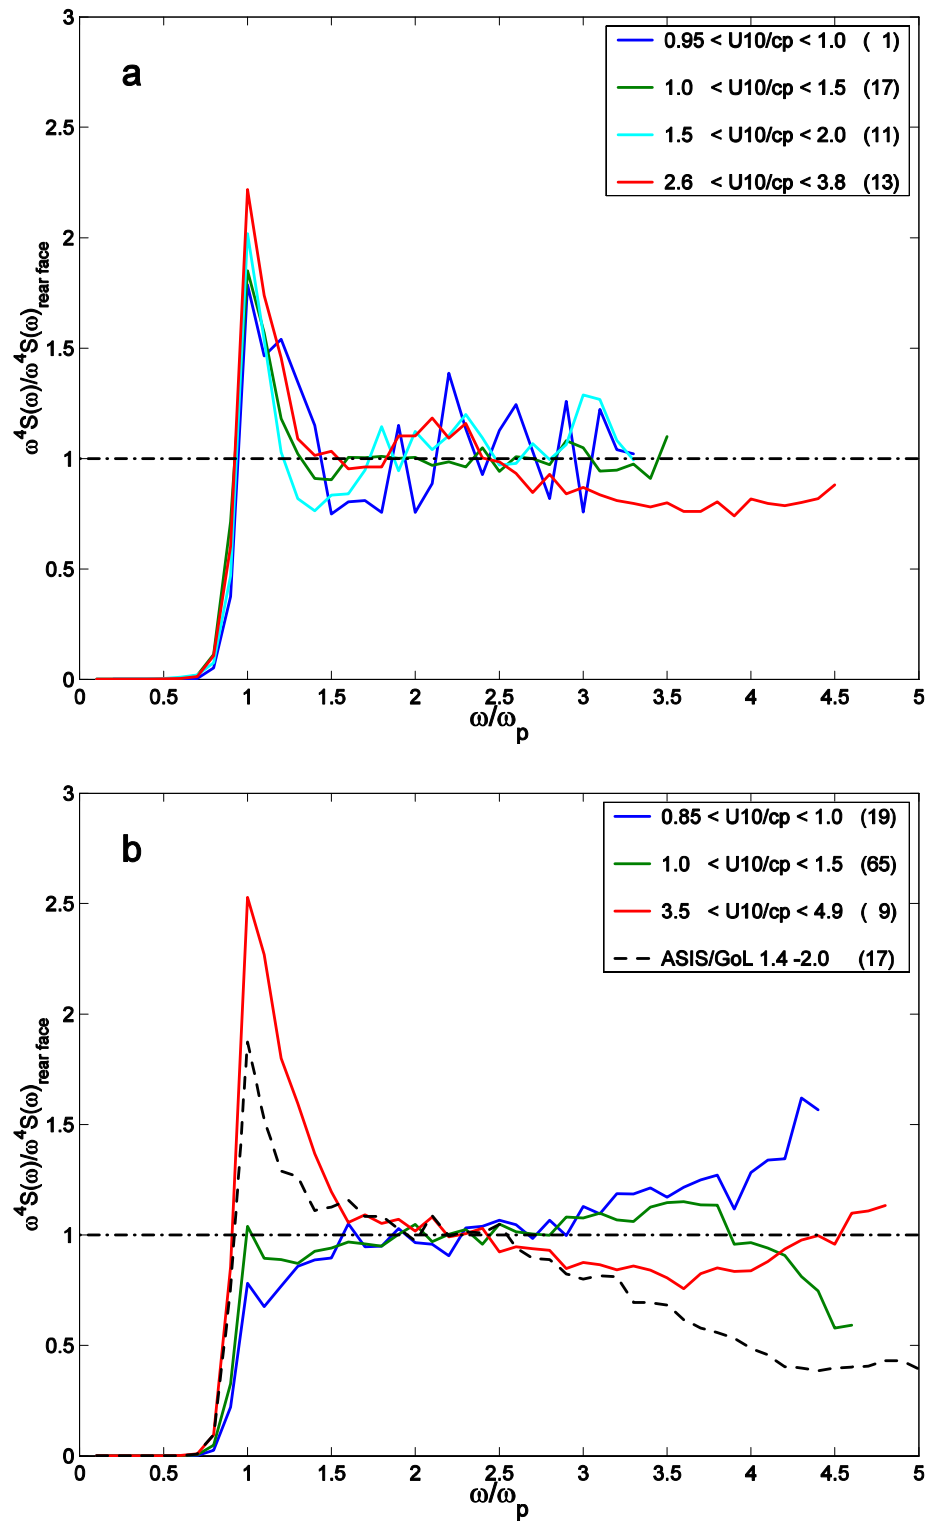 3
2.5
2
1.5
1
0.5
0
ω⁴S(ω)/ω⁴S(ω)rear face
a
0.95 < U10/cp < 1.0 ( 1)
1.0 < U10/cp < 1.5 (17)
1.5 < U10/cp < 2.0 (11)
2.6 < U10/cp < 3.8 (13)
0 0.5 1 1.5 2 2.5 3 3.5 4 4.5 5
ω/ωp
3
2.5
2
1.5
1
0.5
0
ω⁴S(ω)/ω⁴S(ω)rear face
b
0.85 < U10/cp < 1.0 (19)
1.0 < U10/cp < 1.5 (65)
3.5 < U10/cp < 4.9 ( 9)
ASIS/GoL 1.4 -2.0 (17)
0 0.5 1 1.5 2 2.5 3 3.5 4 4.5 5
ω/ωp